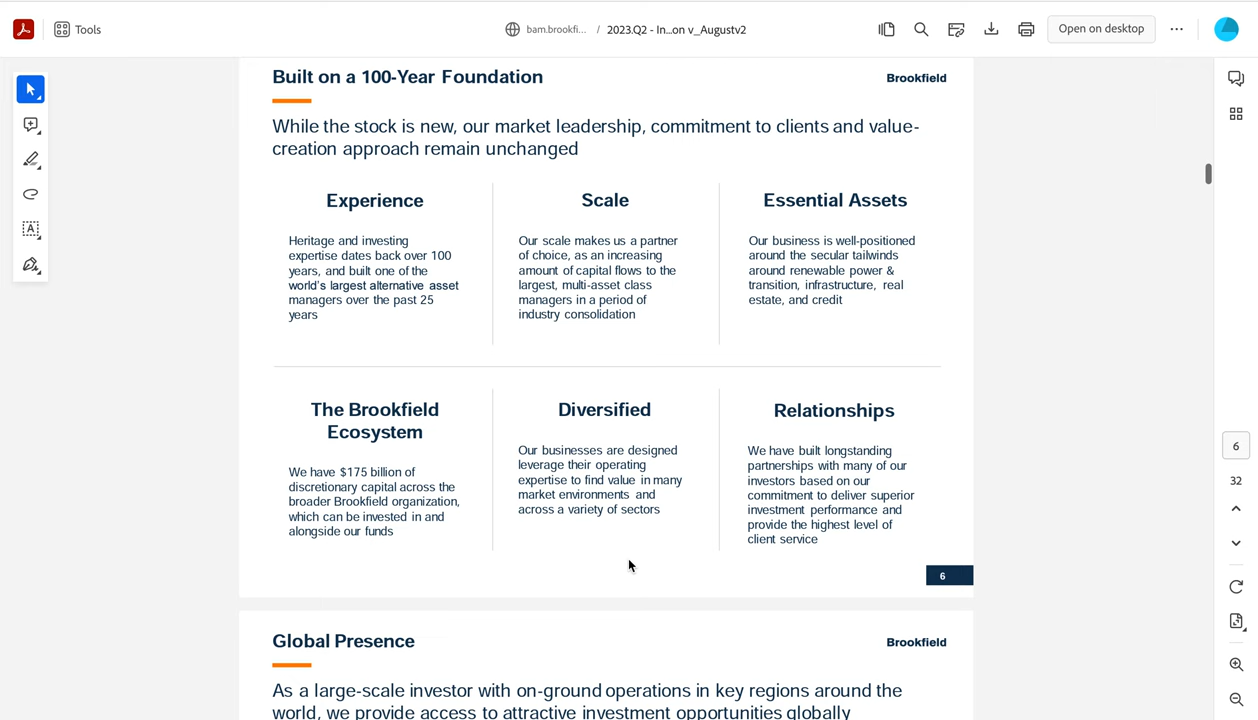 Tools
bam.brookfi... / 2023.Q2 - In...on v_Augustv2
Open on desktop
Built on a 100-Year Foundation
Brookfield
While the stock is new, our market leadership, commitment to clients and value-
creation approach remain unchanged
Experience
Heritage and investing
expertise dates back over 100
years, and built one of the
world's largest alternative asset
managers over the past 25
years
Scale
Our scale makes us a partner
of choice, as an increasing
amount of capital flows to the
largest, multi-asset class
managers in a period of
industry consolidation
Essential Assets
Our business is well-positioned
around the secular tailwinds
around renewable power &
transition, infrastructure, real
estate, and credit
The Brookfield
Ecosystem
We have $175 billion of
discretionary capital across the
broader Brookfield organization,
which can be invested in and
alongside our funds
Diversified
Our businesses are designed
leverage their operating
expertise to find value in many
market environments and
across a variety of sectors
Relationships
We have built longstanding
partnerships with many of our
investors based on our
commitment to deliver superior
investment performance and
provide the highest level of
client service
6
Global Presence
Brookfield
As a large-scale investor with on-ground operations in key regions around the
world, we provide access to attractive investment opportunities globally
6
32